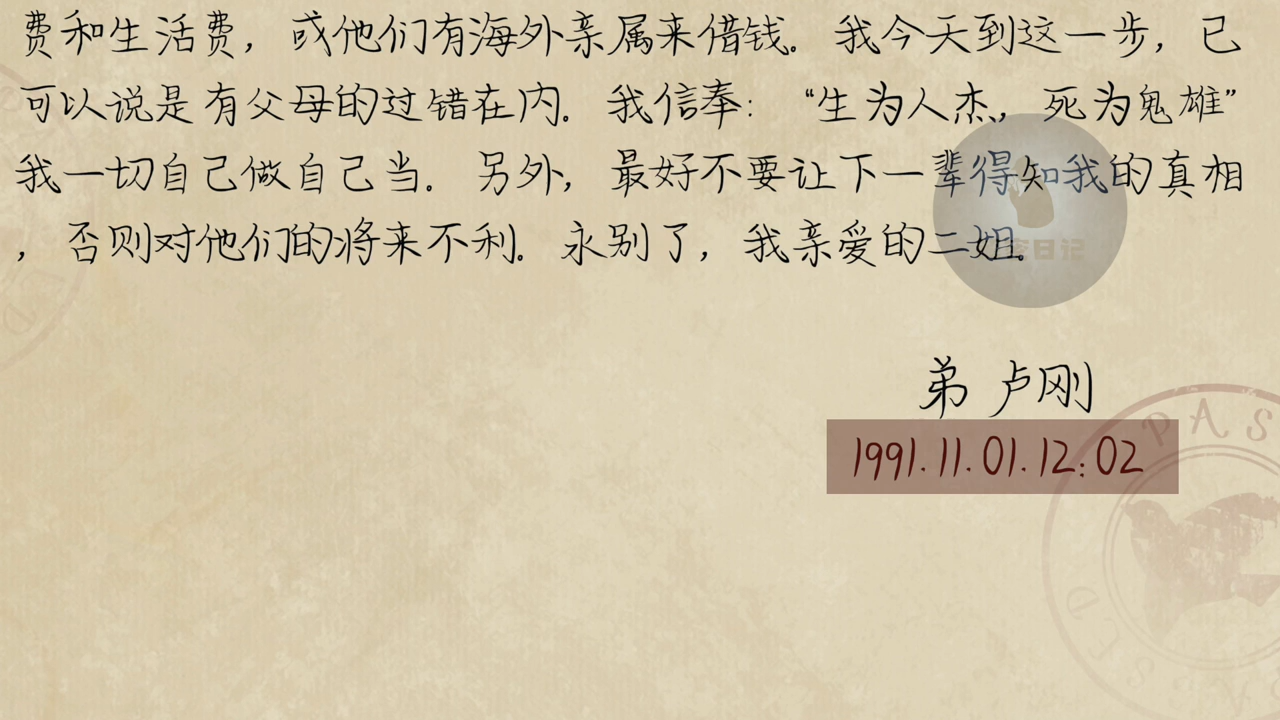 费和生活费，或他们有海外亲属来借钱。我今天到这一步，已
可以说是有父母的过错在内。我信奉：“生为人杰，死为鬼雄”
我一切自己做自己当。另外，最好不要让下一辈得知我的真相
，否则对他们的将来不利。永别了，我亲爱的二姐。
日记
弟 卢刚
1991.11.01.12:02
PAS